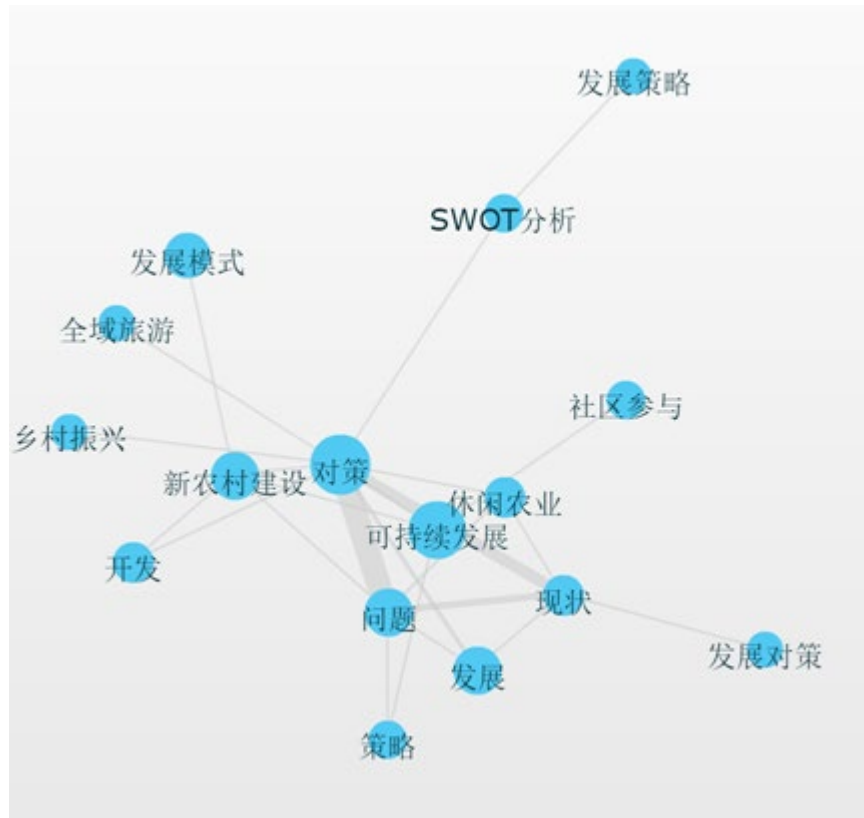 发展策略
SWOT分析
发展模式
全域旅游
社区参与
乡村振兴
对策
新农村建设
休闲农业
可持续发展
开发
现状
问题
发展对策
发展
策略